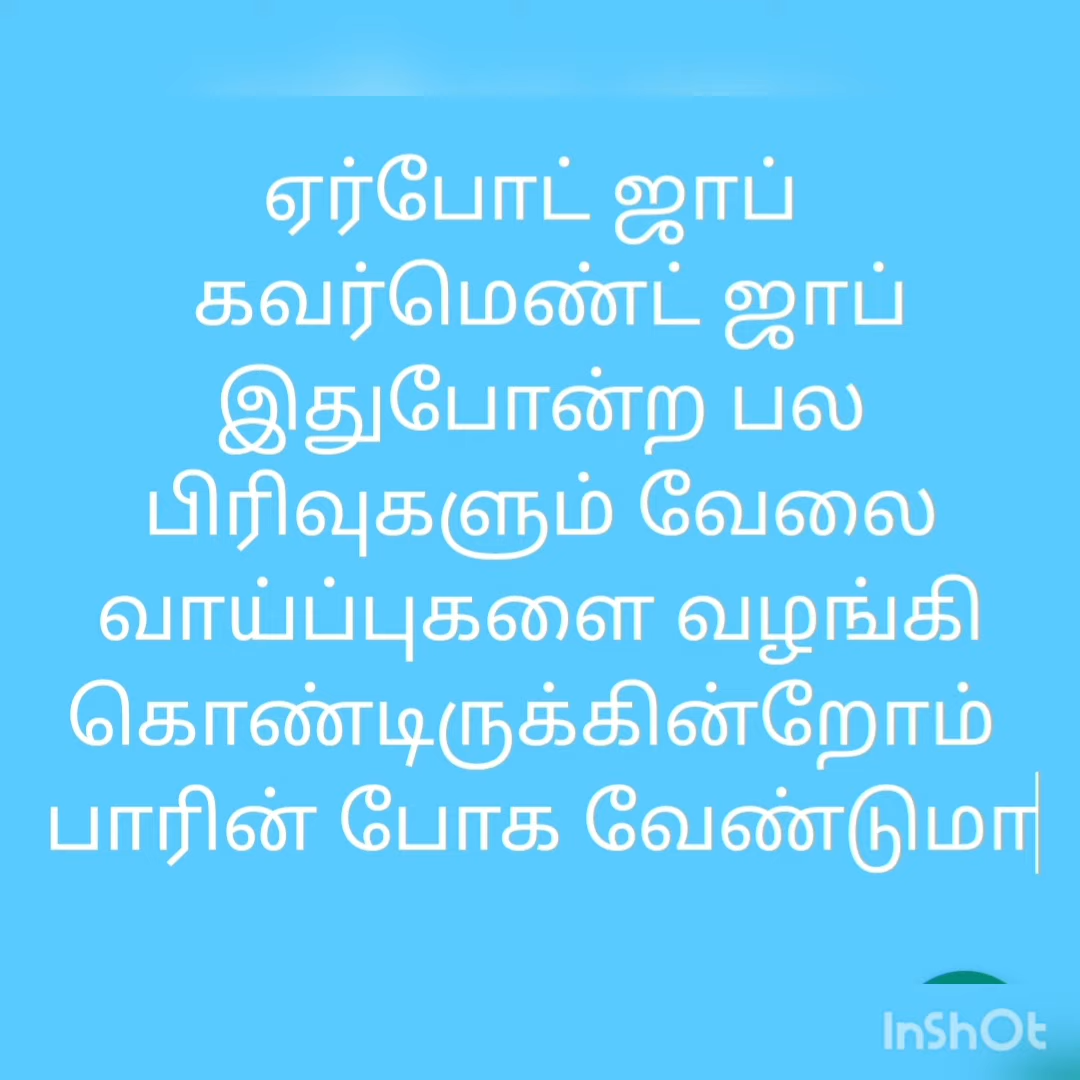 ஏர்போட் ஜாப்
கவர்மெண்ட் ஜாப்
இதுபோன்ற பல
பிரிவுகளும் வேலை
வாய்ப்புகளை வழங்கி
கொண்டிருக்கின்றோம்
பாரின் போக வேண்டுமா
InShOt